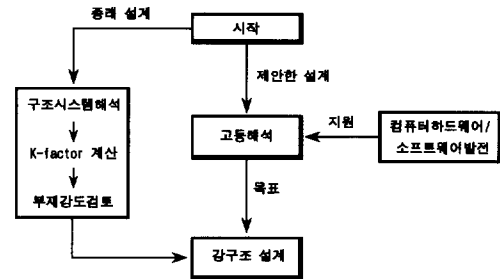 종래 설계
시작
제안한 설계
구조시스템해석
K-factor 계산
부재강도검토
고등해석
지원
컴퓨터하드웨어/
소프트웨어발전
목표
강구조 설계